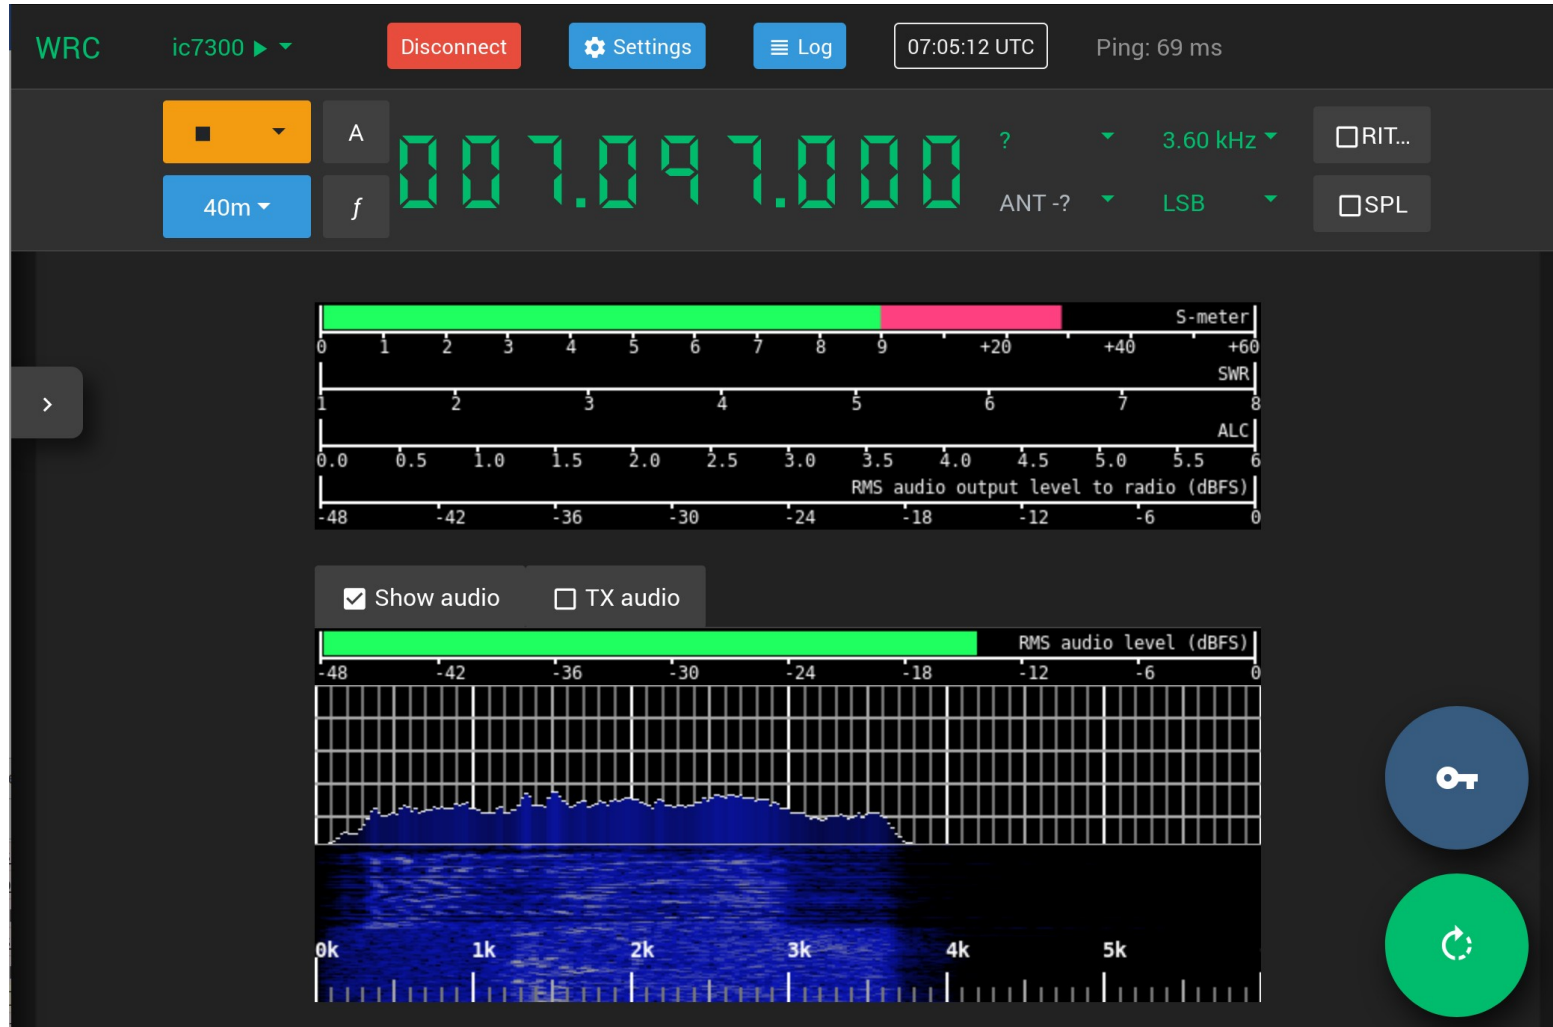 WRC ic7300 Disconnect Settings Log 07:05:12 UTC Ping: 69 ms
A 007.097.000 ? 3.60 kHz RIT...
40m f ANT -? LSB SPL
S-meter
0 1 2 3 4 5 6 7 8 9 +20 +40 +60
SWR
1 2 3 4 5 6 7 8
ALC
0.0 0.5 1.0 1.5 2.0 2.5 3.0 3.5 4.0 4.5 5.0 5.5 6
RMS audio output level to radio (dBFS)
-48 -42 -36 -30 -24 -18 -12 -6 0
Show audio TX audio
RMS audio level (dBFS)
-48 -42 -36 -30 -24 -18 -12 -6 0
0k 1k 2k 3k 4k 5k